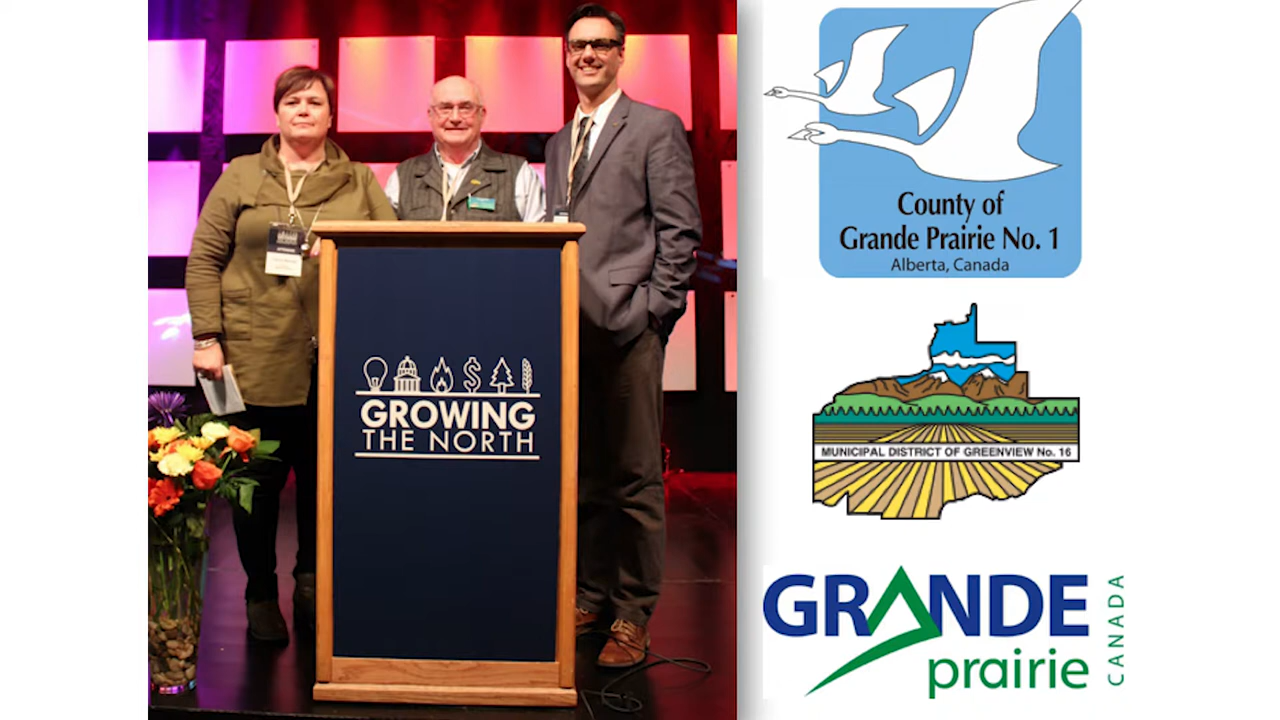 GROWING
THE NORTH
County of
Grande Prairie No. 1
Alberta, Canada
MUNICIPAL DISTRICT OF GREENVIEW No. 16
GRANDE
prairie
CANADA